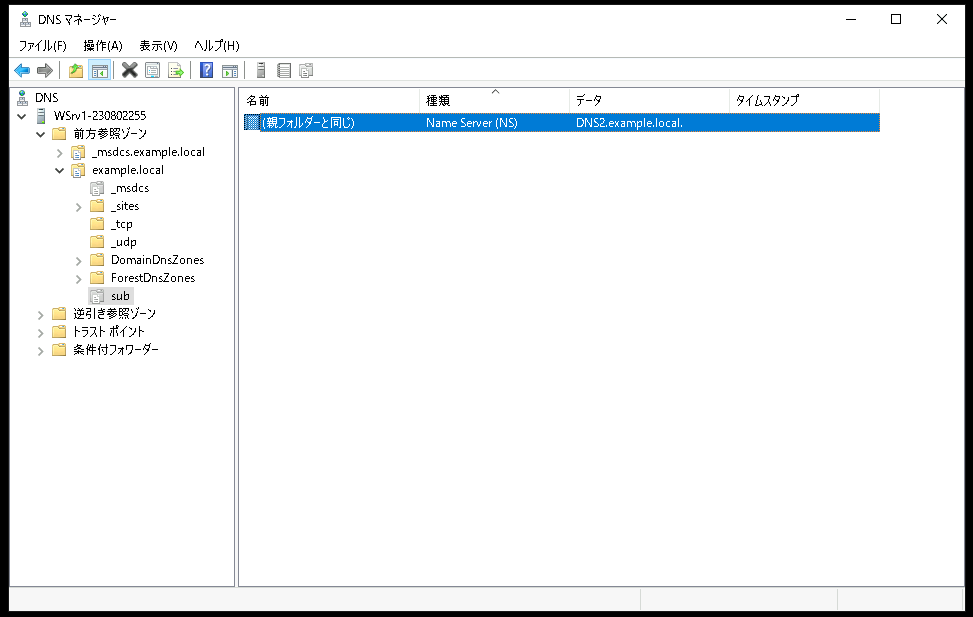 DNS マネージャー
ファイル(F) 操作(A) 表示(V) ヘルプ(H)
DNS
WSrv1-230802255
前方参照ゾーン
_msdcs.example.local
example.local
_msdcs
_sites
_tcp
_udp
DomainDnsZones
ForestDnsZones
sub
逆引き参照ゾーン
トラスト ポイント
条件付フォワーダー
名前 種類 データ タイムスタンプ
(親フォルダーと同じ) Name Server (NS) DNS2.example.local.